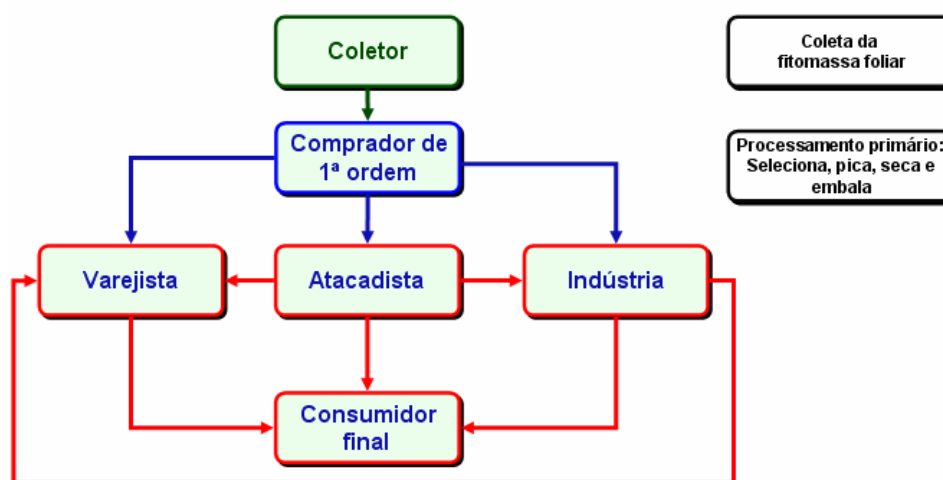 Coletor
Coleta da
fitomassa foliar
Comprador de
1ª ordem
Processamento primário:
Seleciona, pica, seca e
embala
Varejista
Atacadista
Indústria
Consumidor
final